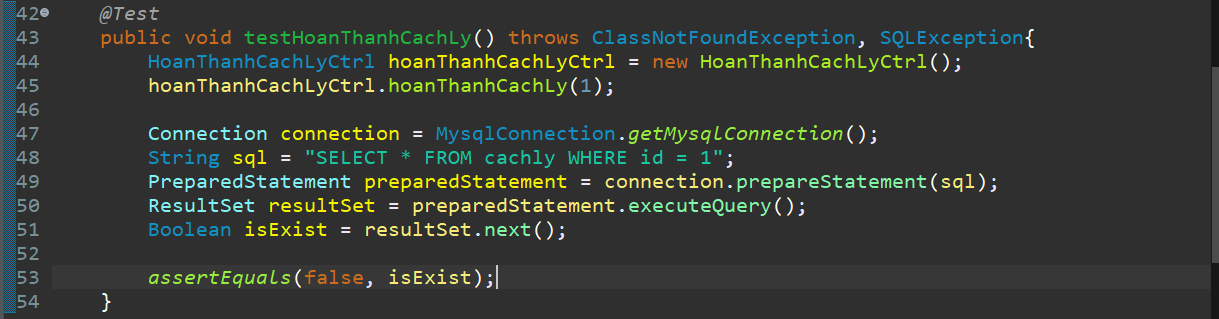 42 @Test
43 public void testHoanThanhCachLy() throws ClassNotFoundException, SQLException{
44 HoanThanhCachLyCtrl hoanThanhCachLyCtrl = new HoanThanhCachLyCtrl();
45 hoanThanhCachLyCtrl.hoanThanhCachLy(1);
46
47 Connection connection = MysqlConnection.getMysqlConnection();
48 String sql = "SELECT * FROM cachly WHERE id = 1";
49 PreparedStatement preparedStatement = connection.prepareStatement(sql);
50 ResultSet resultSet = preparedStatement.executeQuery();
51 Boolean isExist = resultSet.next();
52
53 assertEquals(false, isExist);
54 }